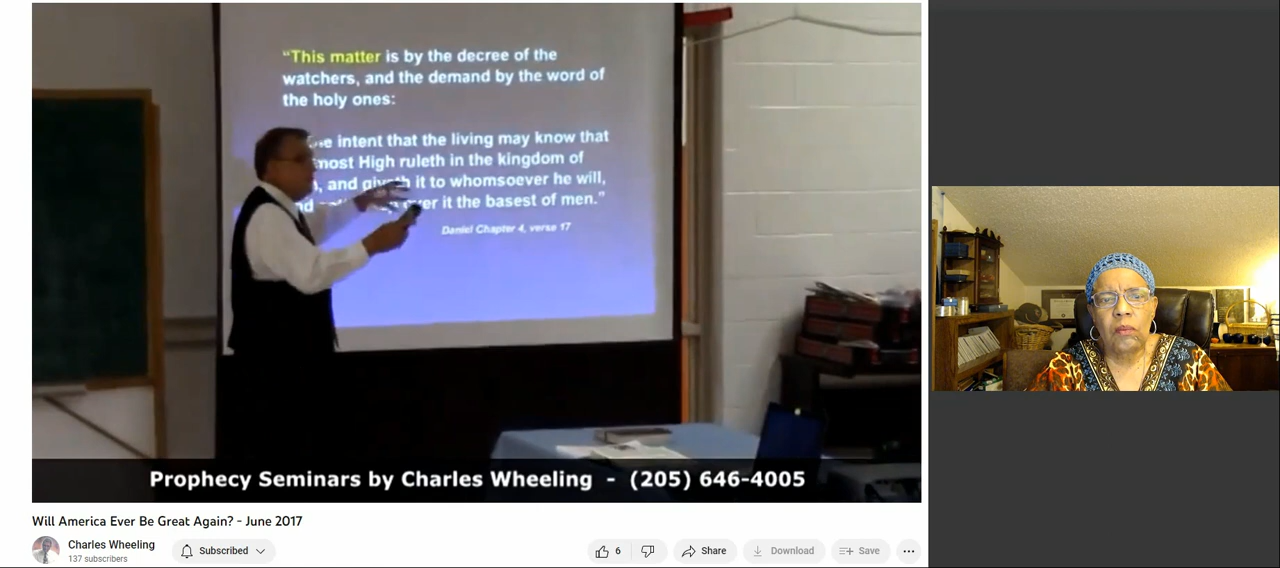 “This matter is by the decree of the
watchers, and the demand by the word of
the holy ones:
intent that the living may know that
most High ruleth in the kingdom of
and giveth it to whomsoever he will,
over it the basest of men.”
Daniel Chapter 4, verse 17
Prophecy Seminars by Charles Wheeling - (205) 646-4005
Will America Ever Be Great Again? - June 2017
Charles Wheeling
137 subscribers
Subscribed
6
Share
Download
Save